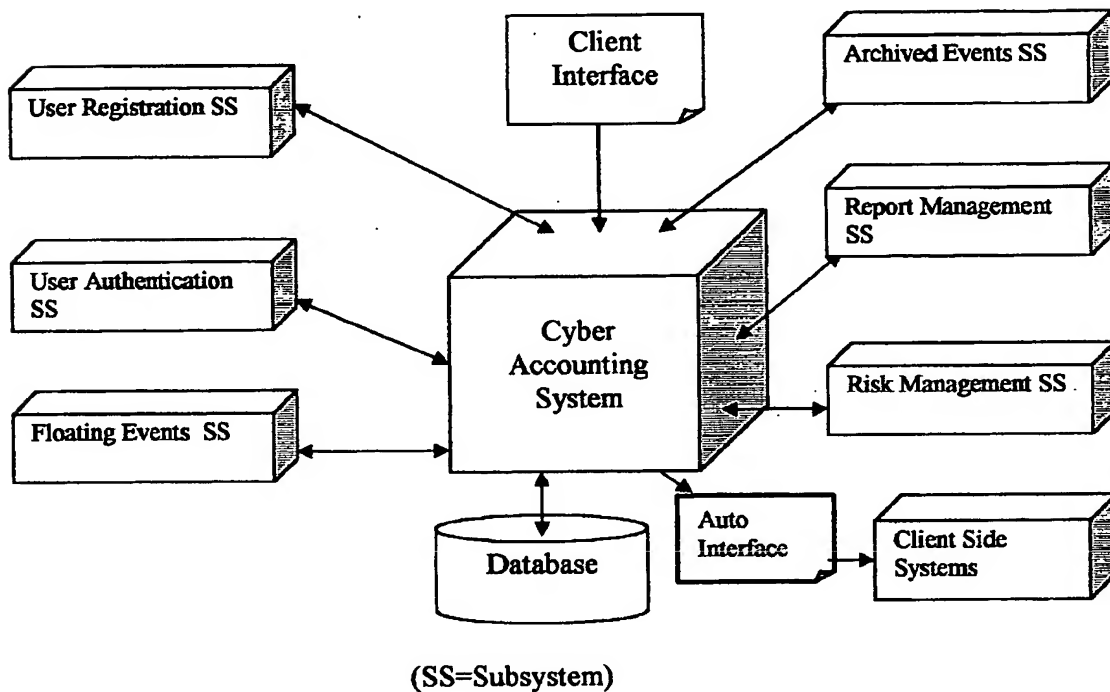 Client
Interface
Archived Events SS
User Registration SS
Report Management
SS
User Authentication
SS
Cyber
Accounting
System
Risk Management SS
Floating Events SS
Auto
Interface
Client Side
Systems
Database
(SS=Subsystem)